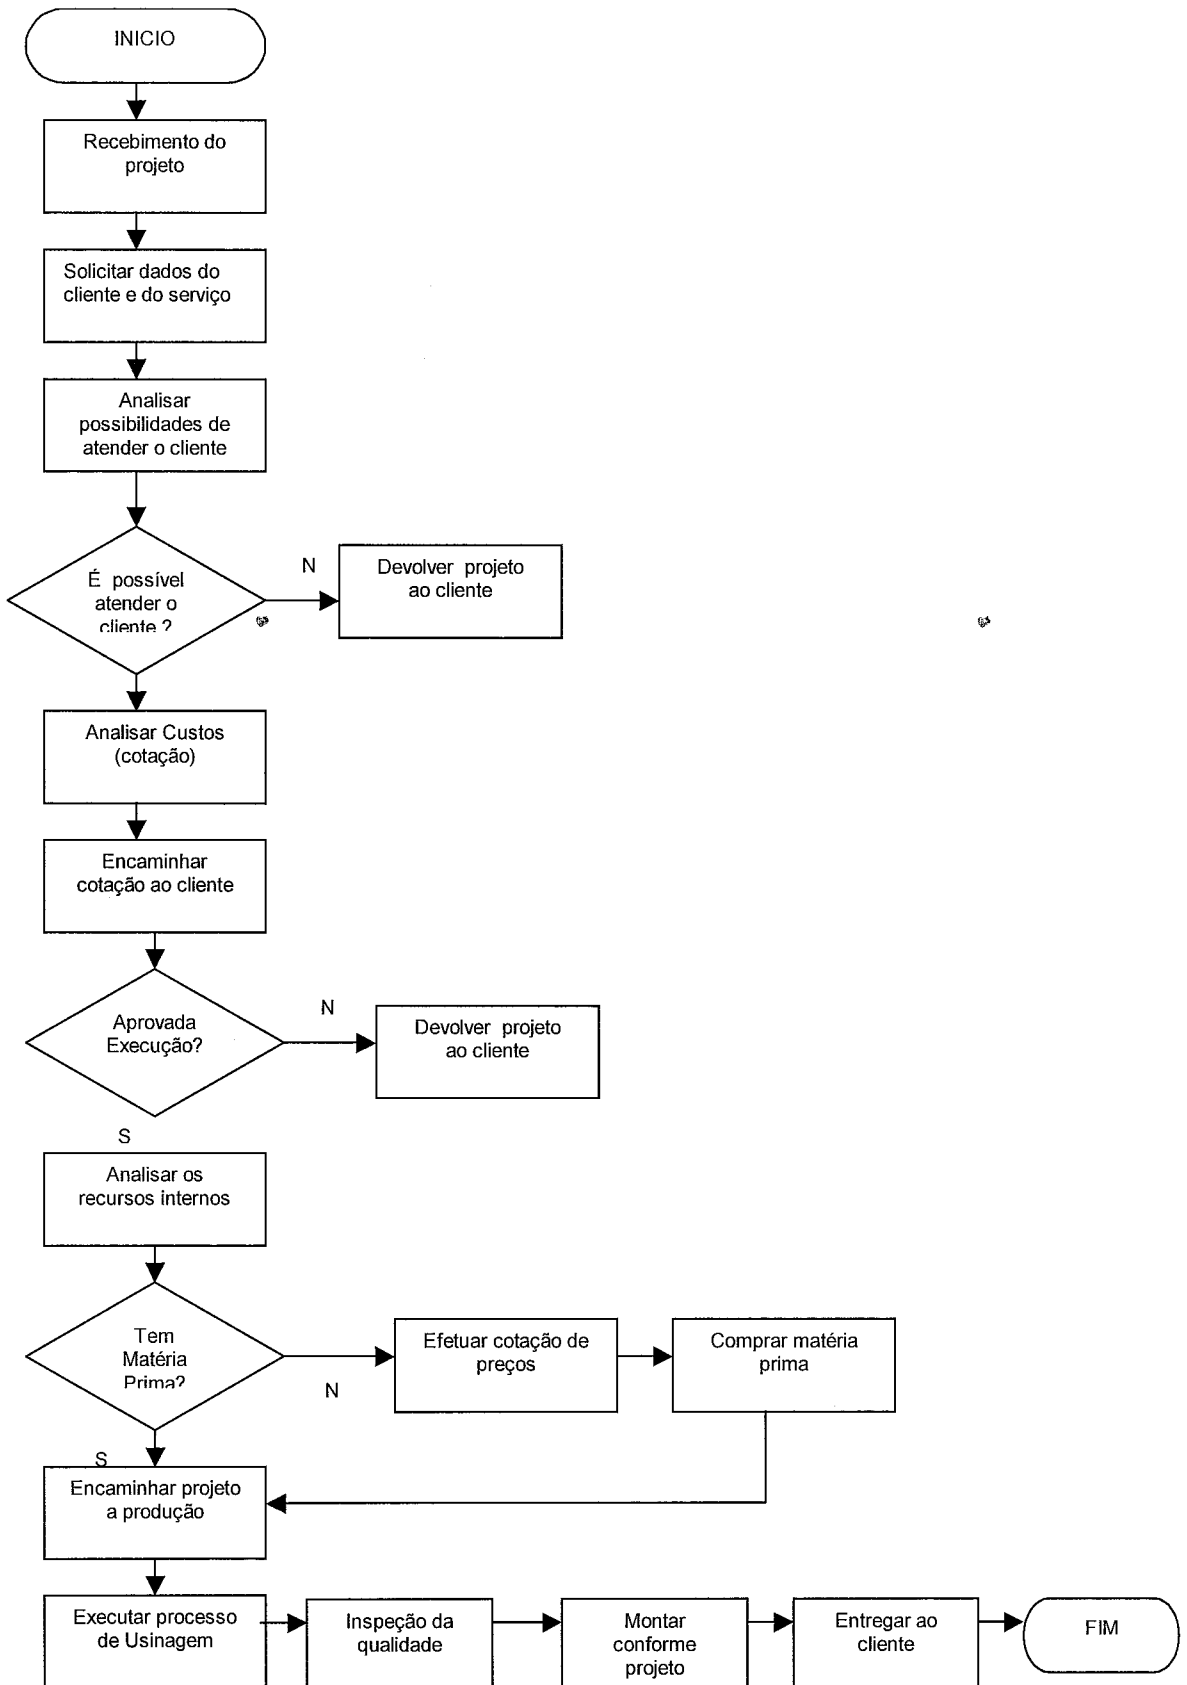 INICIO
Recebimento do
projeto
Solicitar dados do
cliente e do serviço
Analisar
possibilidades de
atender o cliente
É possível
atender o
cliente ?
N
Devolver projeto
ao cliente
Analisar Custos
(cotação)
Encaminhar
cotação ao cliente
Aprovada
Execução?
N
Devolver projeto
ao cliente
S
Analisar os
recursos internos
Tem
Matéria
Prima?
N
Efetuar cotação de
preços
Comprar matéria
prima
S
Encaminhar projeto
a produção
Executar processo
de Usinagem
Inspeção da
qualidade
Montar
conforme
projeto
Entregar ao
cliente
FIM